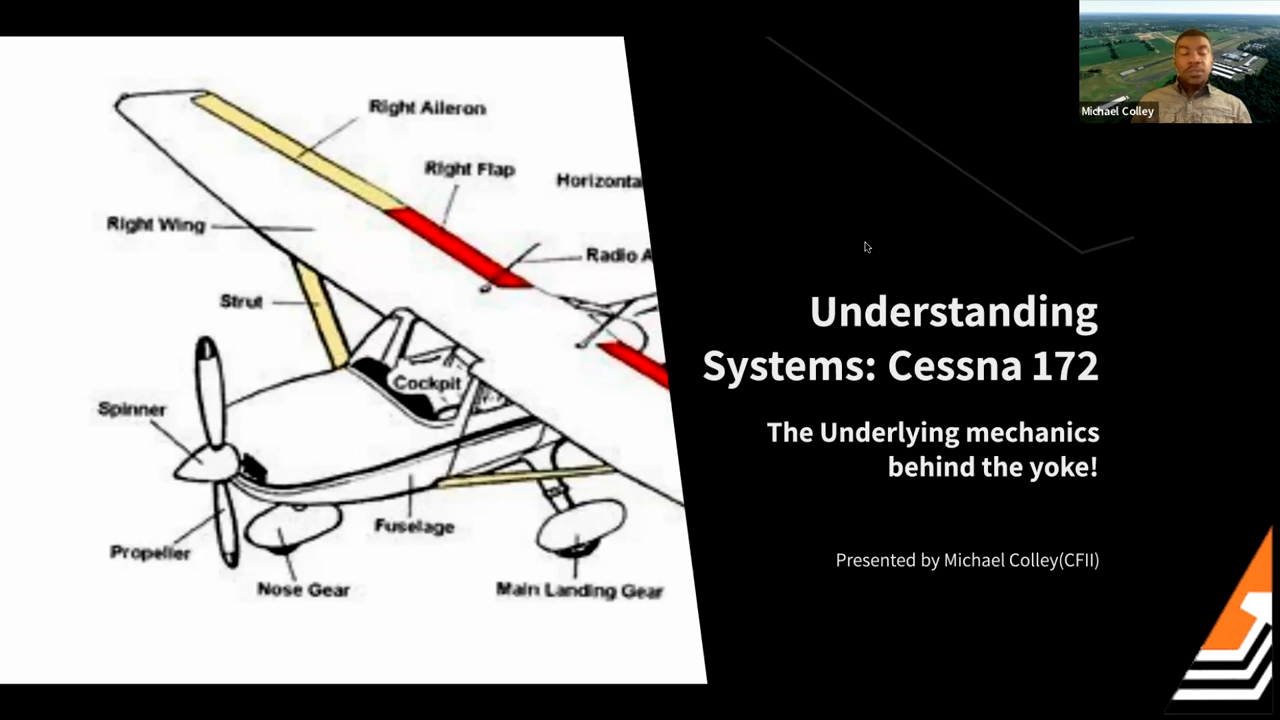 Michael Colley
Right Aileron
Right Flap
Horizonta
Right Wing
Radio A
Strut
Cockpit
Spinner
Fuselage
Propeller
Nose Gear
Main Landing Gear
Understanding
Systems: Cessna 172
The Underlying mechanics
behind the yoke!
Presented by Michael Colley(CFII)